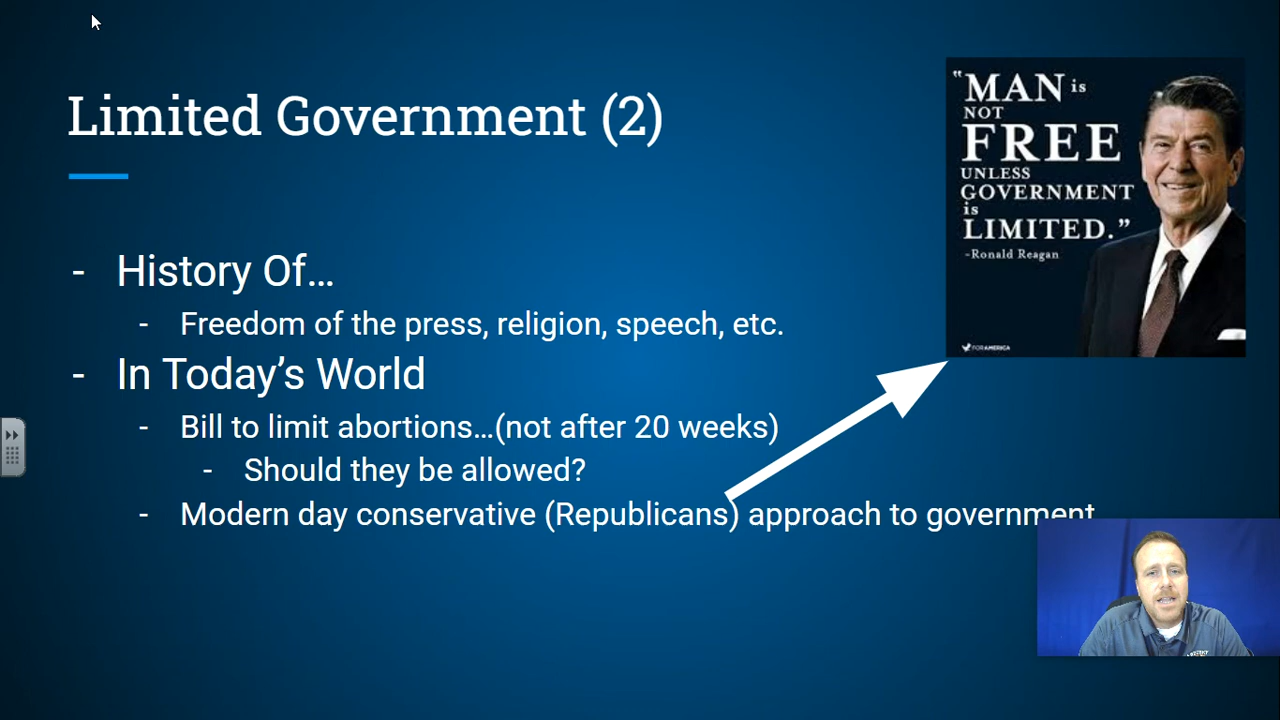 Limited Government (2)
- History Of...
- Freedom of the press, religion, speech, etc.
- In Today's World
- Bill to limit abortions...(not after 20 weeks)
- Should they be allowed?
- Modern day conservative (Republicans) approach to government
"MAN is
NOT
FREE
UNLESS
GOVERNMENT
is
LIMITED."
-Ronald Reagan
FORAMERICA